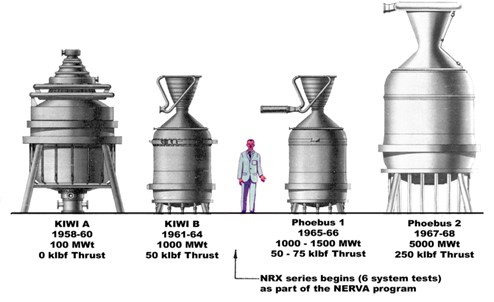 KIWI A
1958-60
100 MWt
0 klbf Thrust
KIWI B
1961-64
1000 MWt
50 klbf Thrust
Phoebus 1
1965-66
1000 - 1500 MWt
50 - 75 klbf Thrust
Phoebus 2
1967-68
5000 MWt
250 klbf Thrust
NRX series begins (6 system tests)
as part of the NERVA program